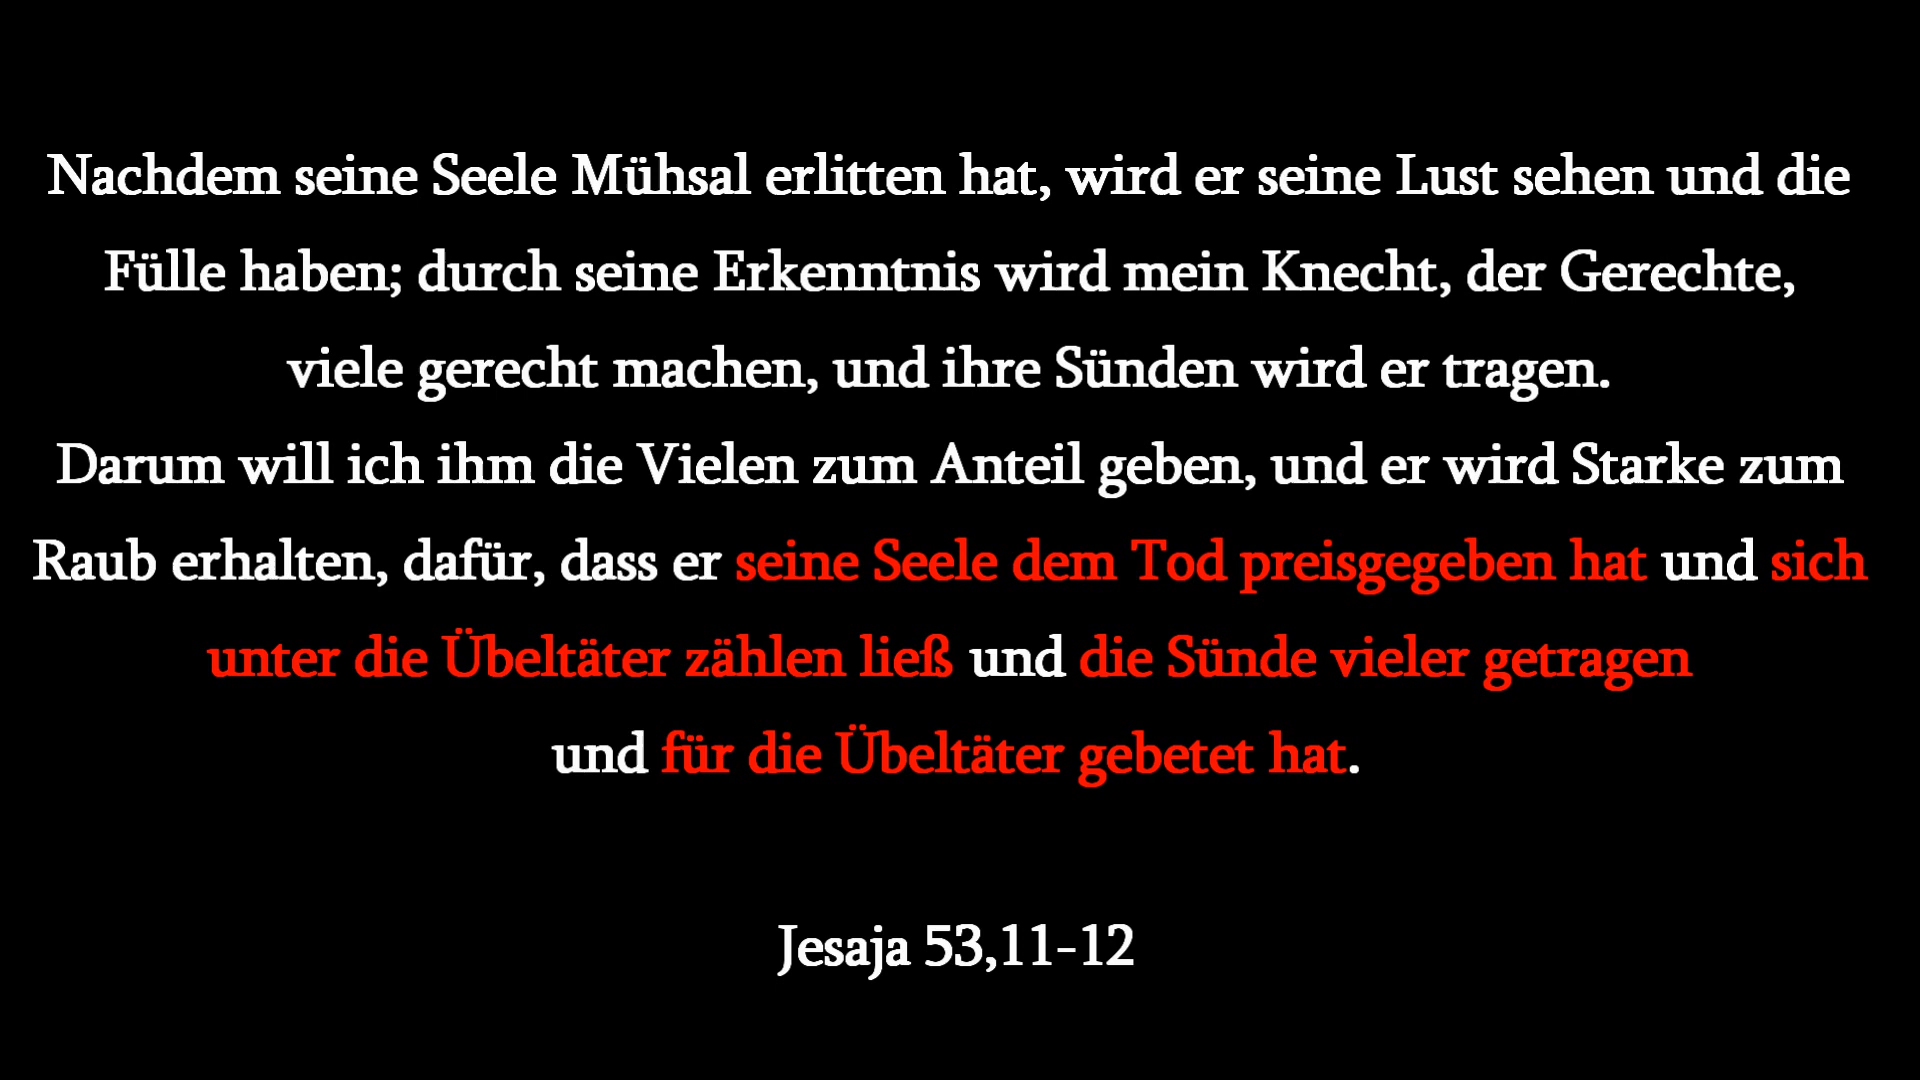 Nachdem seine Seele Mühsal erlitten hat, wird er seine Lust sehen und die
Fülle haben; durch seine Erkenntnis wird mein Knecht, der Gerechte,
viele gerecht machen, und ihre Sünden wird er tragen.
Darum will ich ihm die Vielen zum Anteil geben, und er wird Starke zum
Raub erhalten, dafür, dass er seine Seele dem Tod preisgegeben hat und sich
unter die Übeltäter zählen ließ und die Sünde vieler getragen
und für die Übeltäter gebetet hat.
Jesaja 53,11-12